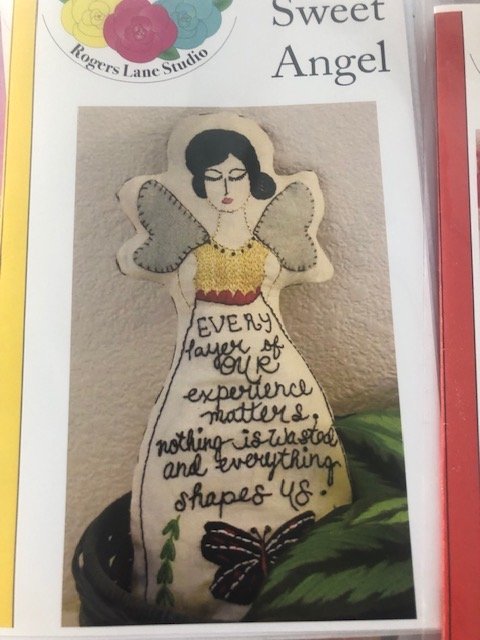 Rogers Lane Studio
Sweet
Angel
EVERY
layer of
OUR
experience
matters.
nothing is wasted
and everything
shapes us.